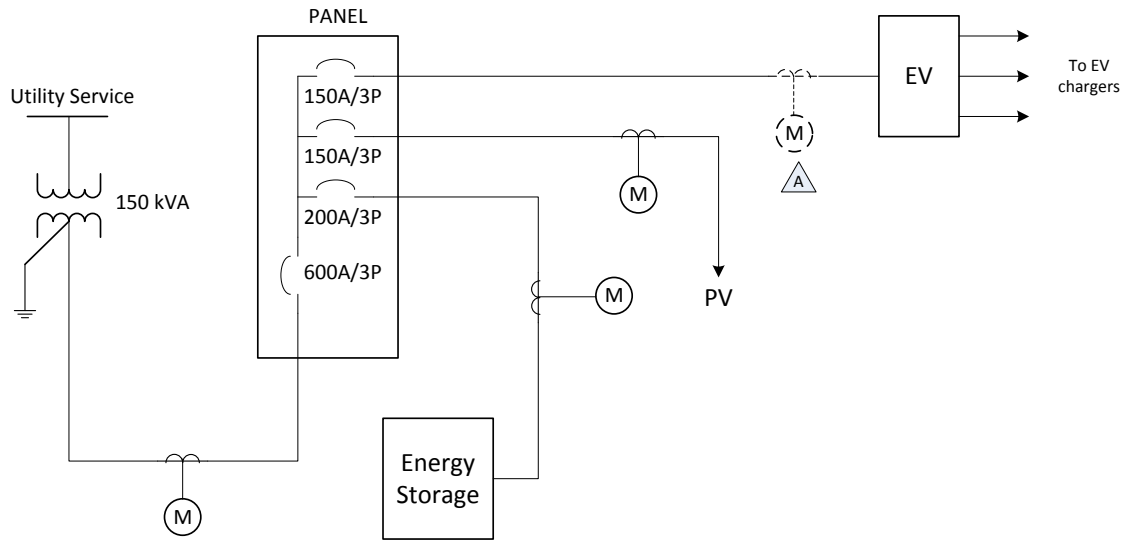 PANEL
Utility Service
150 kVA
150A/3P
150A/3P
200A/3P
600A/3P
M
EV
To EV
chargers
M
A
M
M
PV
Energy
Storage
M